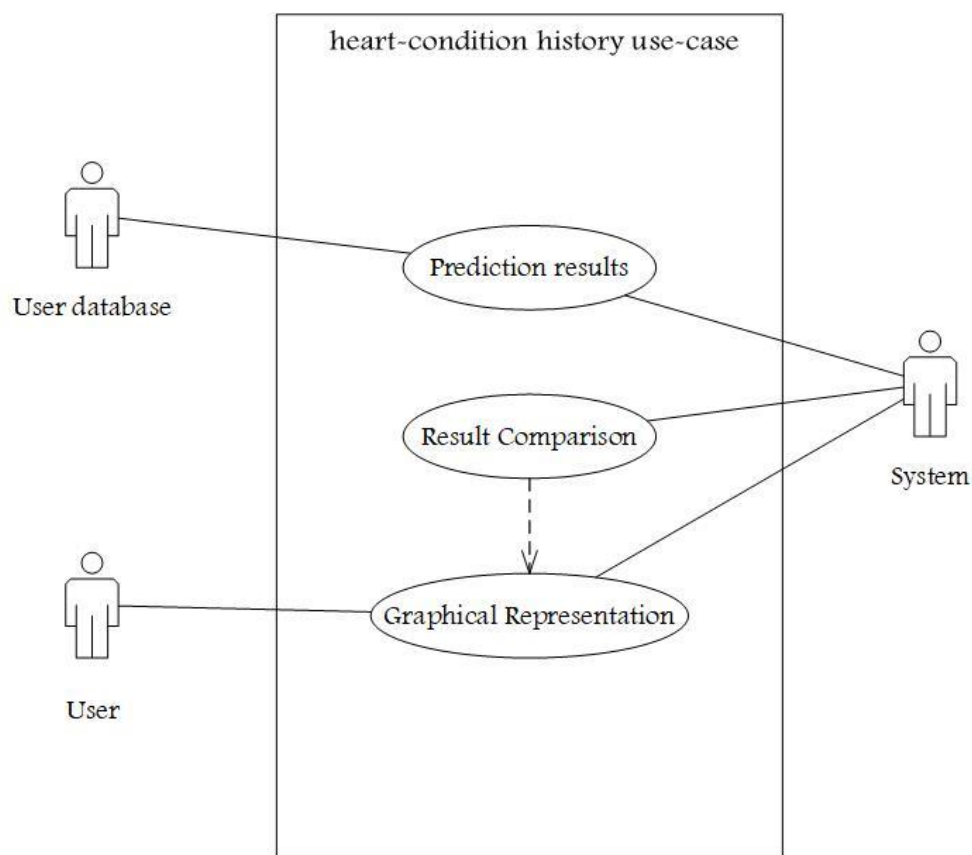 heart-condition history use-case
User database
Prediction results
Result Comparison
System
Graphical Representation
User